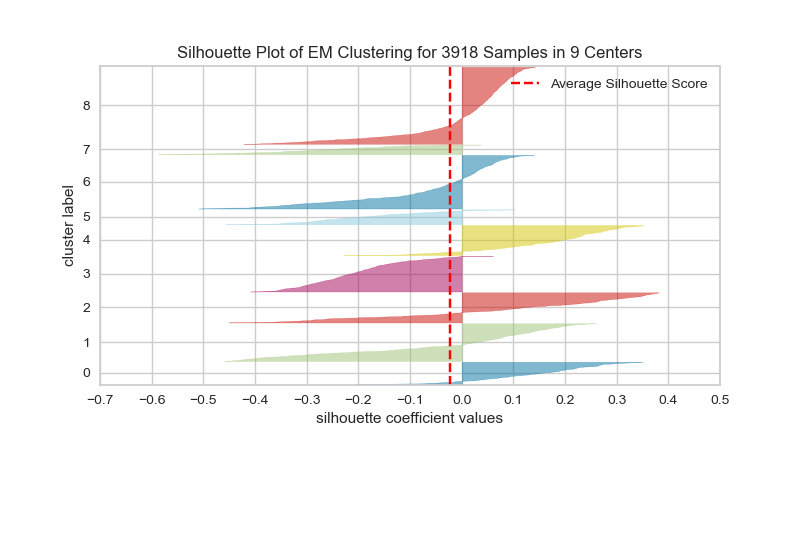 Silhouette Plot of EM Clustering for 3918 Samples in 9 Centers
Average Silhouette Score
cluster label
8
7
6
5
4
3
2
1
0
−0.7 −0.6 −0.5 −0.4 −0.3 −0.2 −0.1 0.0 0.1 0.2 0.3 0.4 0.5
silhouette coefficient values